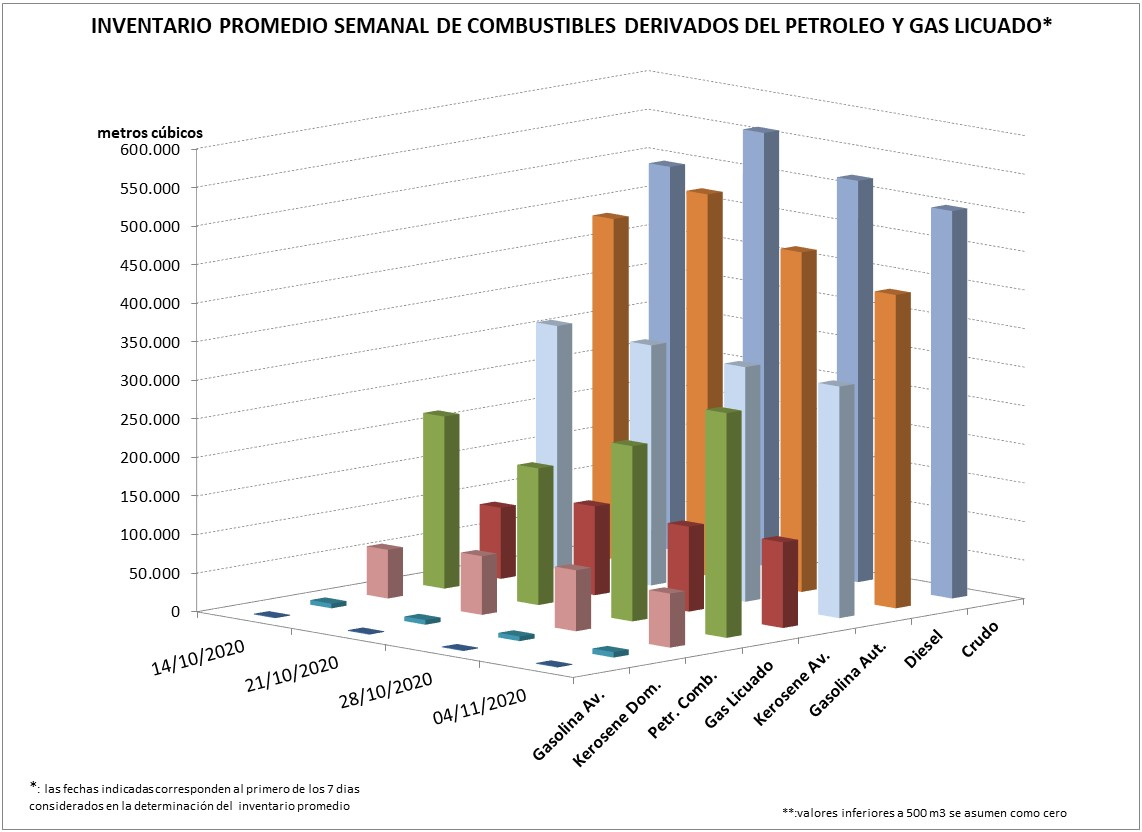 INVENTARIO PROMEDIO SEMANAL DE COMBUSTIBLES DERIVADOS DEL PETROLEO Y GAS LICUADO*
metros cúbicos
600.000
550.000
500.000
450.000
400.000
350.000
300.000
250.000
200.000
150.000
100.000
50.000
0
14/10/2020
21/10/2020
28/10/2020
04/11/2020
Gasolina Av.
Kerosene Dom.
Petr. Comb.
Gas Licuado
Kerosene Av.
Gasolina Aut.
Diesel
Crudo
*: las fechas indicadas corresponden al primero de los 7 dias
considerados en la determinación del inventario promedio
**:valores inferiores a 500 m3 se asumen como cero